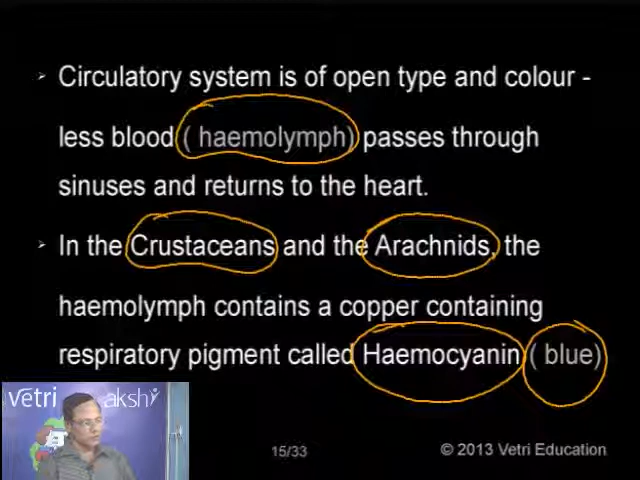 Circulatory system is of open type and colour -
less blood ( haemolymph) passes through
sinuses and returns to the heart.
In the Crustaceans and the Arachnids, the
haemolymph contains a copper containing
respiratory pigment called Haemocyanin ( blue)
vetri akshi
15/33
© 2013 Vetri Education